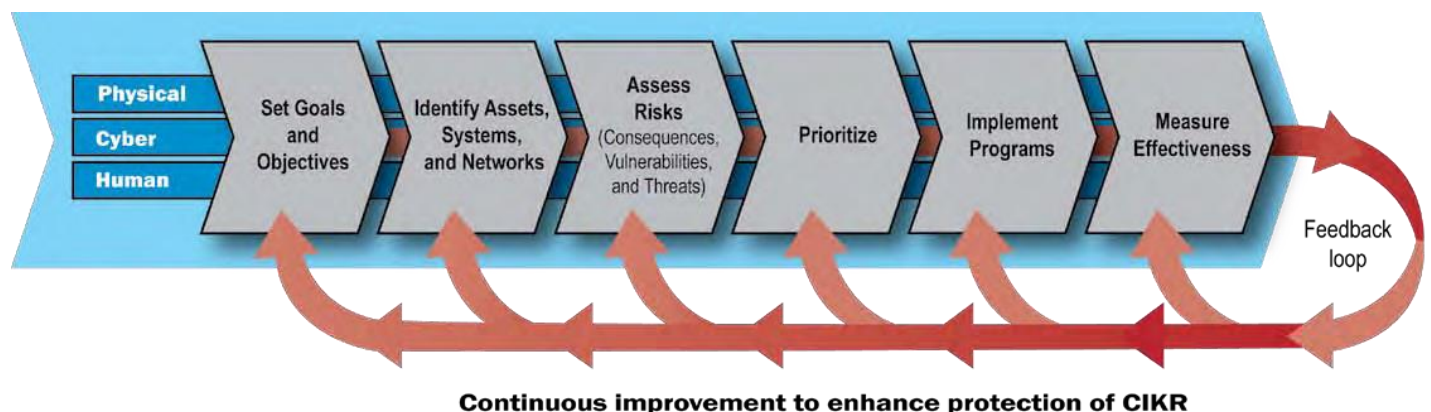 Physical
Cyber
Human
Set Goals
and
Objectives
Identify Assets,
Systems,
and Networks
Assess
Risks
(Consequences,
Vulnerabilities,
and Threats)
Prioritize
Implement
Programs
Measure
Effectiveness
Feedback
loop
Continuous improvement to enhance protection of CIKR